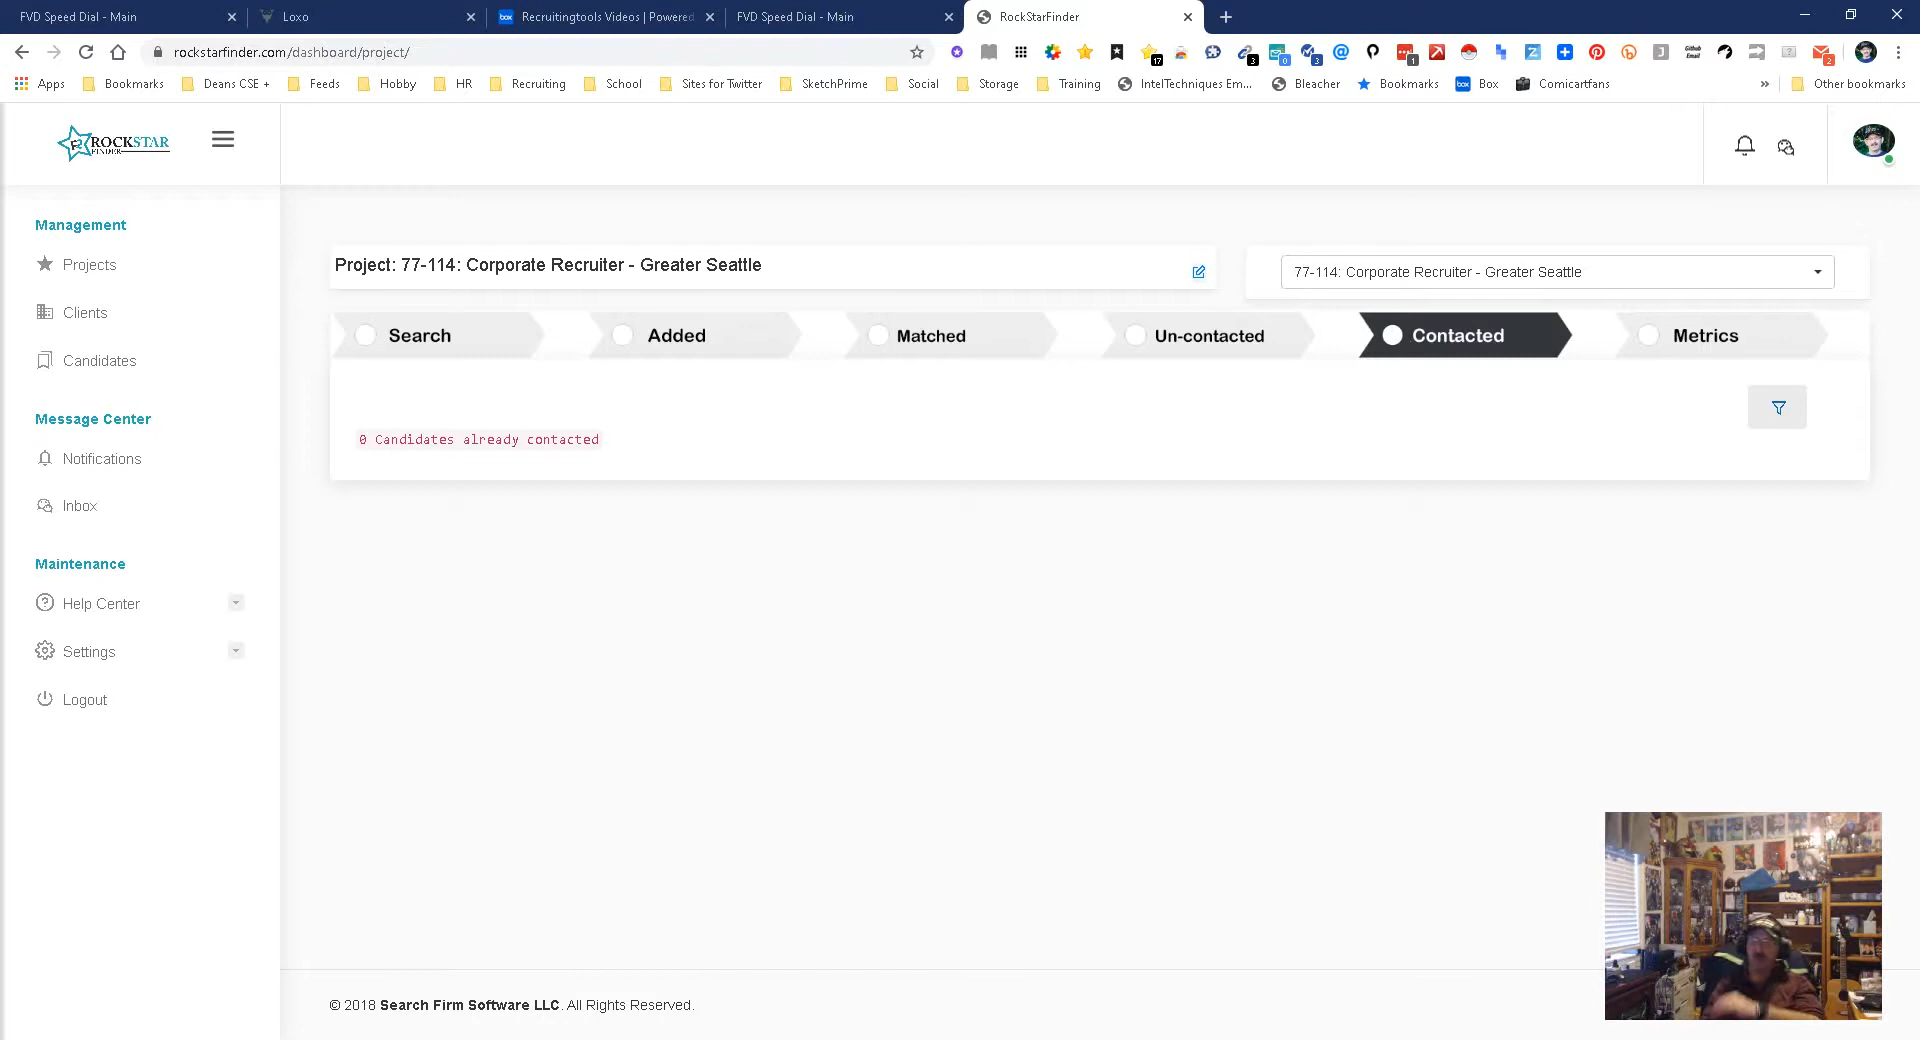 FVD Speed Dial - Main
Loxo
Recruitingtools Videos | Powered
FVD Speed Dial - Main
RockStarFinder
rockstarfinder.com/dashboard/project/
Apps
Bookmarks
Deans CSE +
Feeds
Hobby
HR
Recruiting
School
Sites for Twitter
SketchPrime
Social
Storage
Training
IntelTechniques Em...
Bleacher
Bookmarks
Box
Comicartfans
Other bookmarks
ROCKSTAR
FINDER
Management
Projects
Clients
Candidates
Message Center
Notifications
Inbox
Maintenance
Help Center
Settings
Logout
Project: 77-114: Corporate Recruiter - Greater Seattle
77-114: Corporate Recruiter - Greater Seattle
Search
Added
Matched
Un-contacted
Contacted
Metrics
0 Candidates already contacted
© 2018 Search Firm Software LLC. All Rights Reserved.